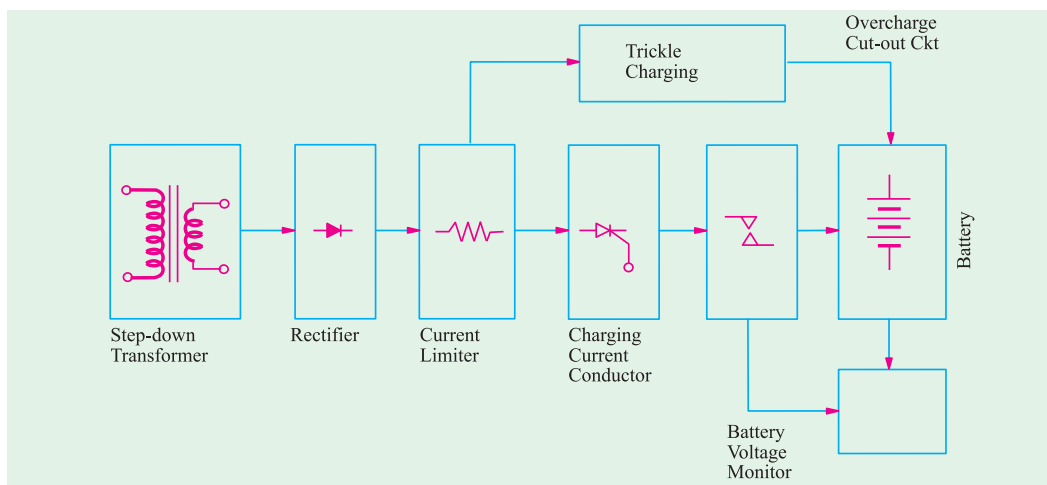 Trickle
Charging
Overcharge
Cut-out Ckt
Step-down
Transformer
Rectifier
Current
Limiter
Charging
Current
Conductor
Battery
Voltage
Monitor
Battery